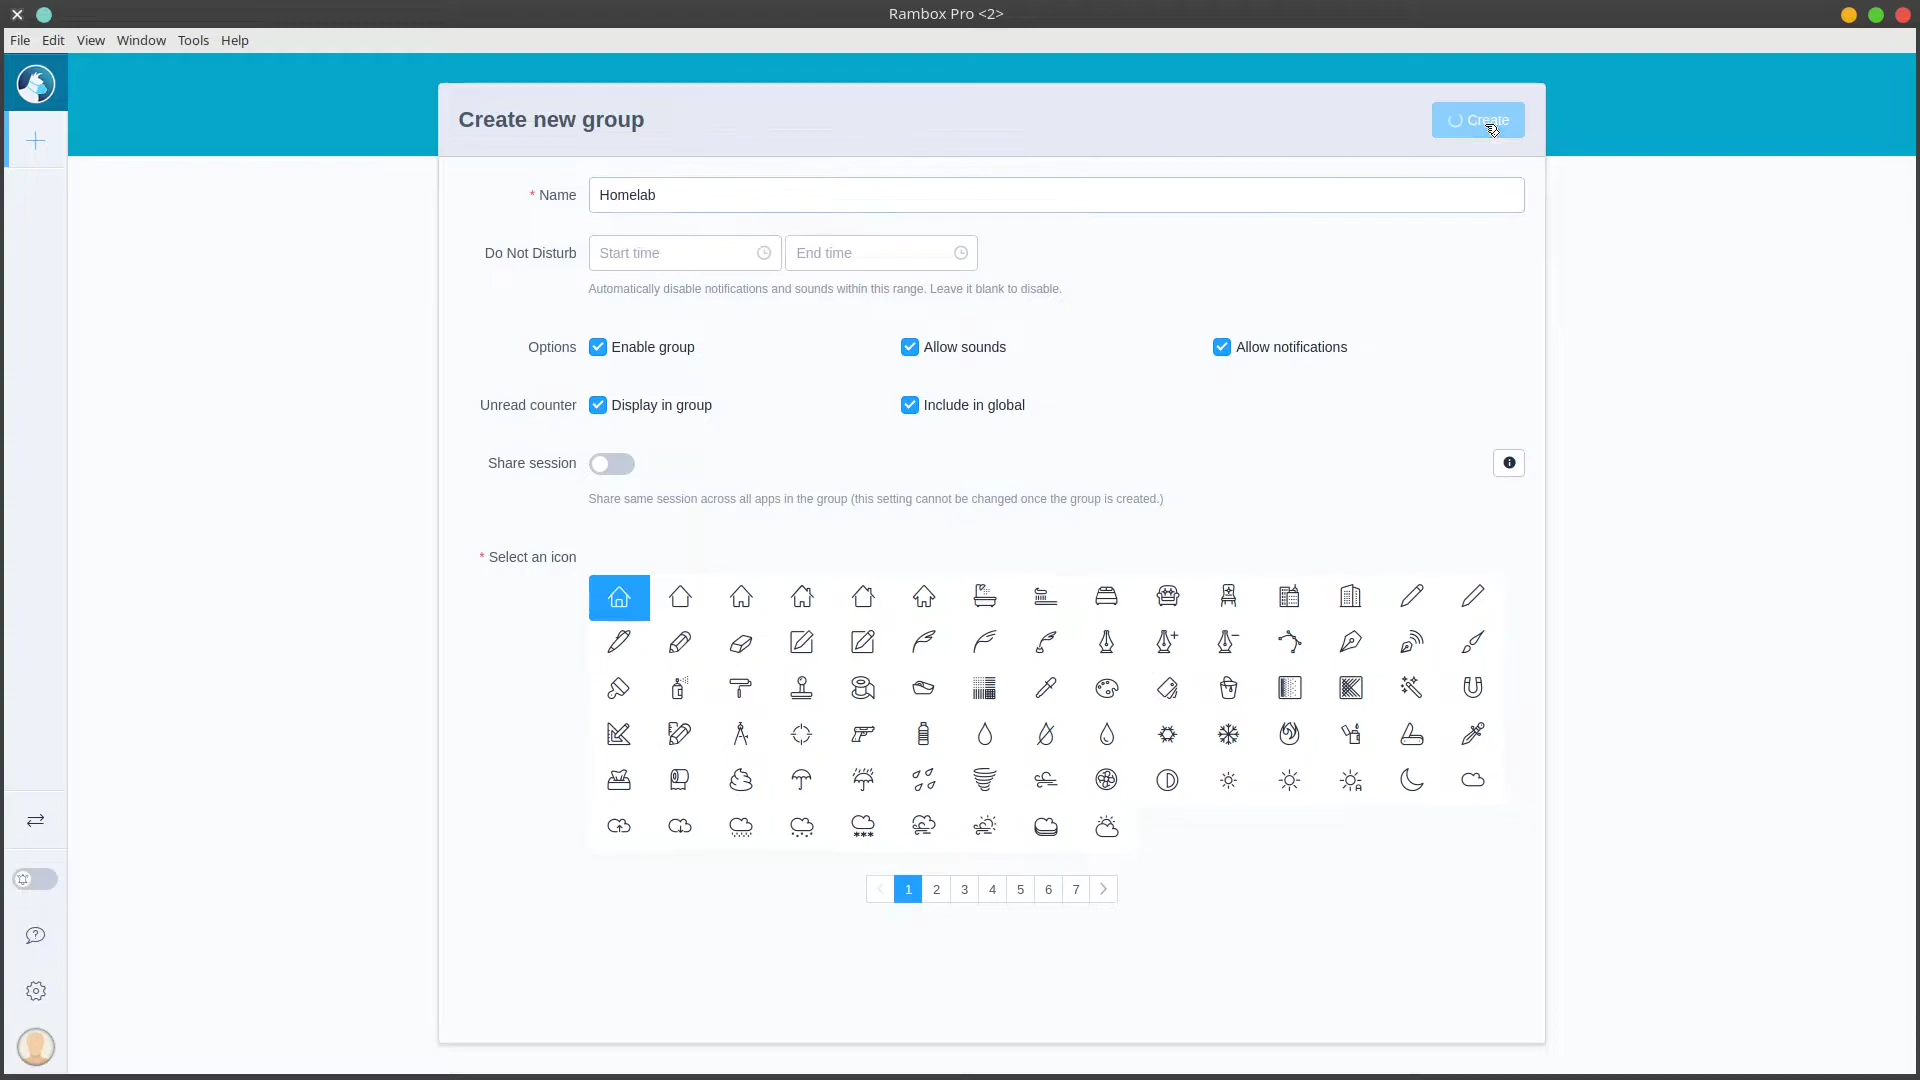 Rambox Pro <2>
File Edit View Window Tools Help
Create new group
Create
* Name
Homelab
Do Not Disturb
Start time
End time
Automatically disable notifications and sounds within this range. Leave it blank to disable.
Options
Enable group
Allow sounds
Allow notifications
Unread counter
Display in group
Include in global
Share session
Share same session across all apps in the group (this setting cannot be changed once the group is created.)
* Select an icon
1 2 3 4 5 6 7